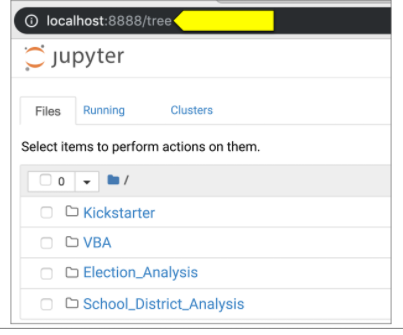 localhost:8888/tree
jupyter
Files Running Clusters
Select items to perform actions on them.
0 /
Kickstarter
VBA
Election_Analysis
School_District_Analysis